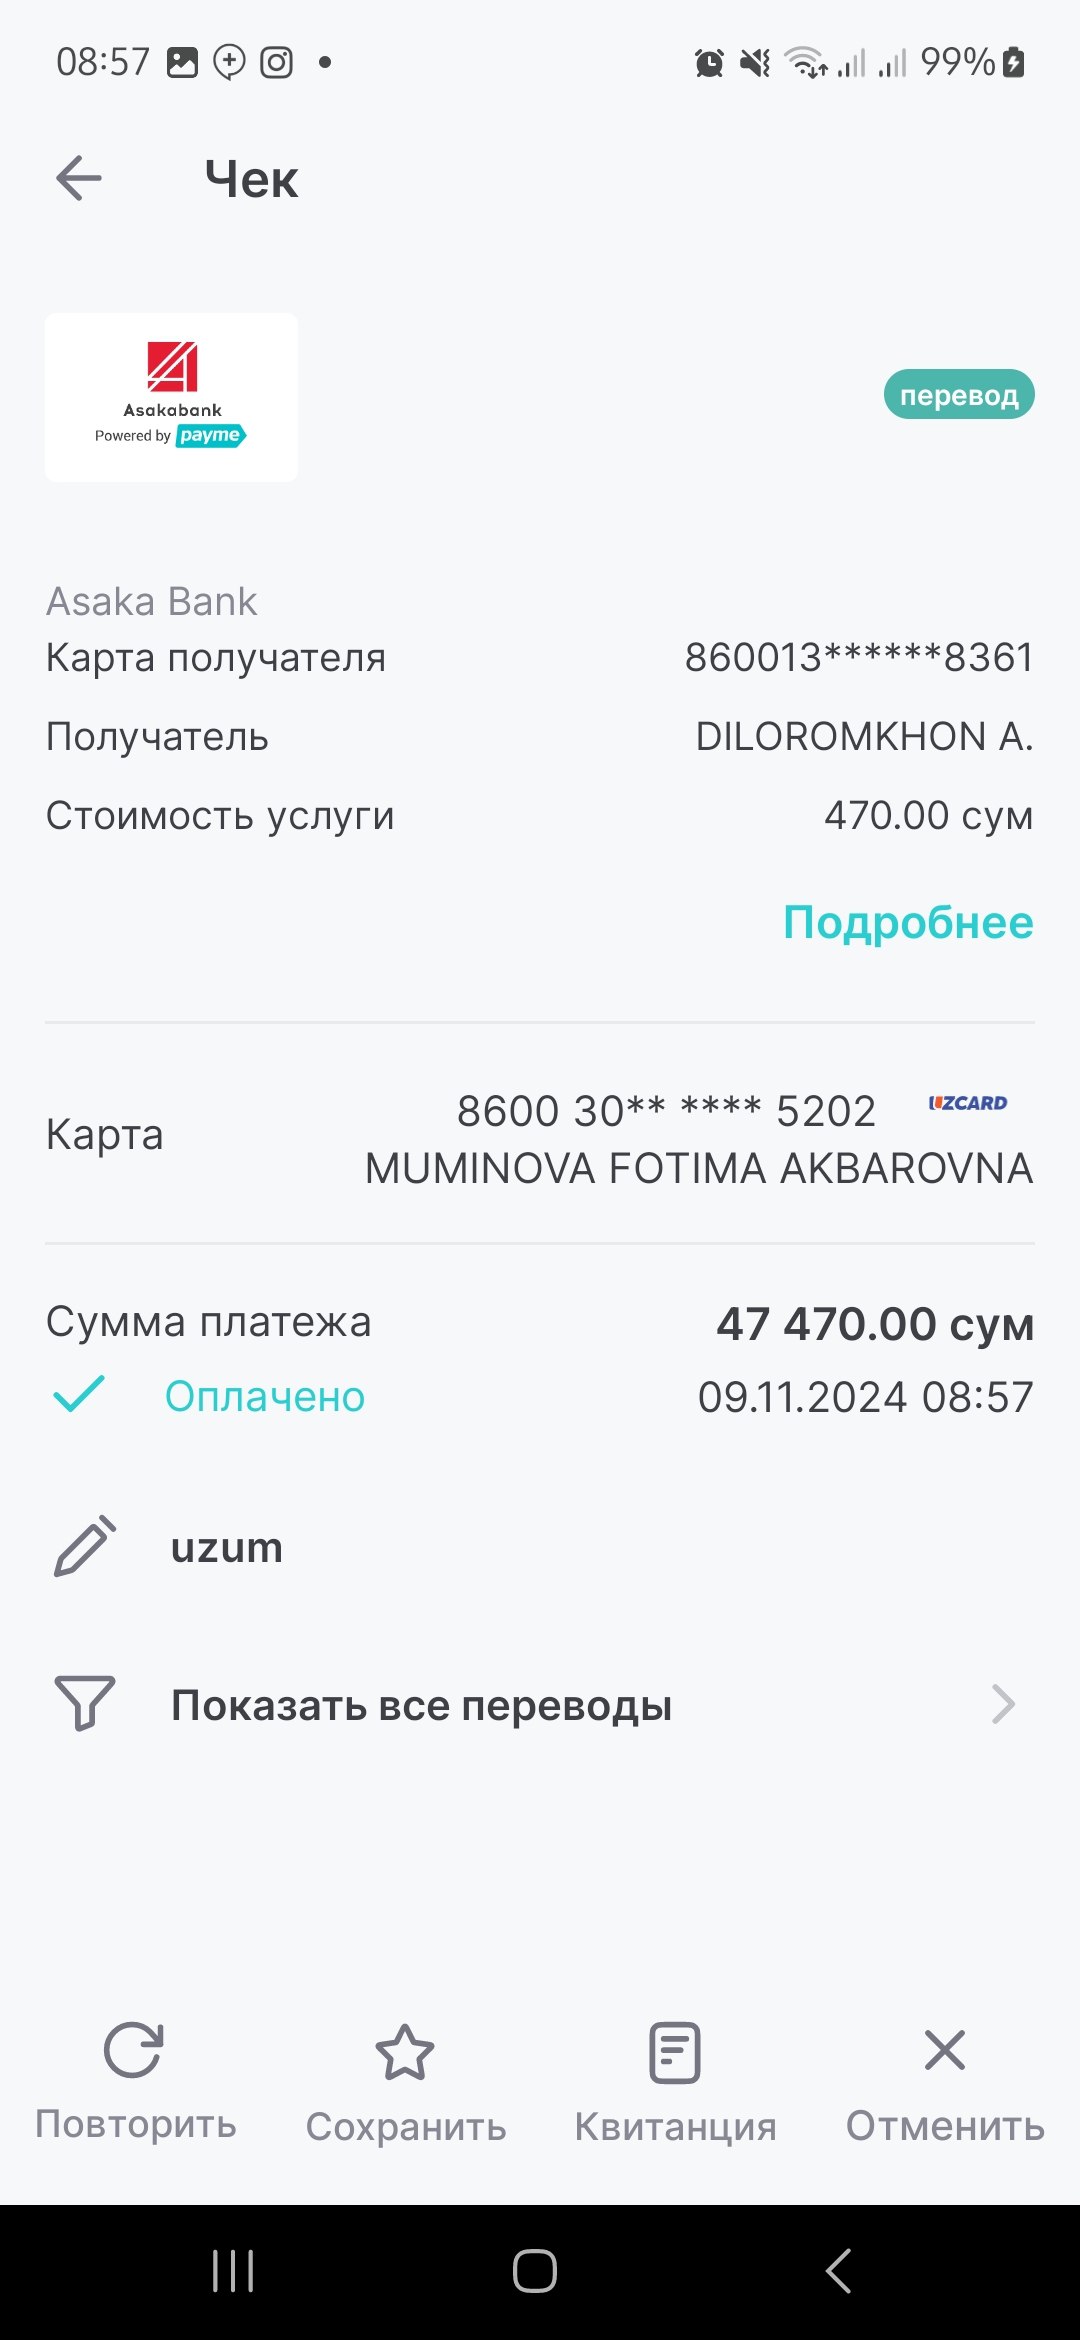 08:57 99%
Чек
Asakabank
Powered by payme
перевод
Asaka Bank
Карта получателя 860013******8361
Получатель DILOROMKHON A.
Стоимость услуги 470.00 сум
Подробнее
Карта 8600 30** **** 5202 UZCARD
MUMINOVA FOTIMA AKBAROVNA
Сумма платежа 47 470.00 сум
Оплачено 09.11.2024 08:57
uzum
Показать все переводы
Повторить Сохранить Квитанция Отменить